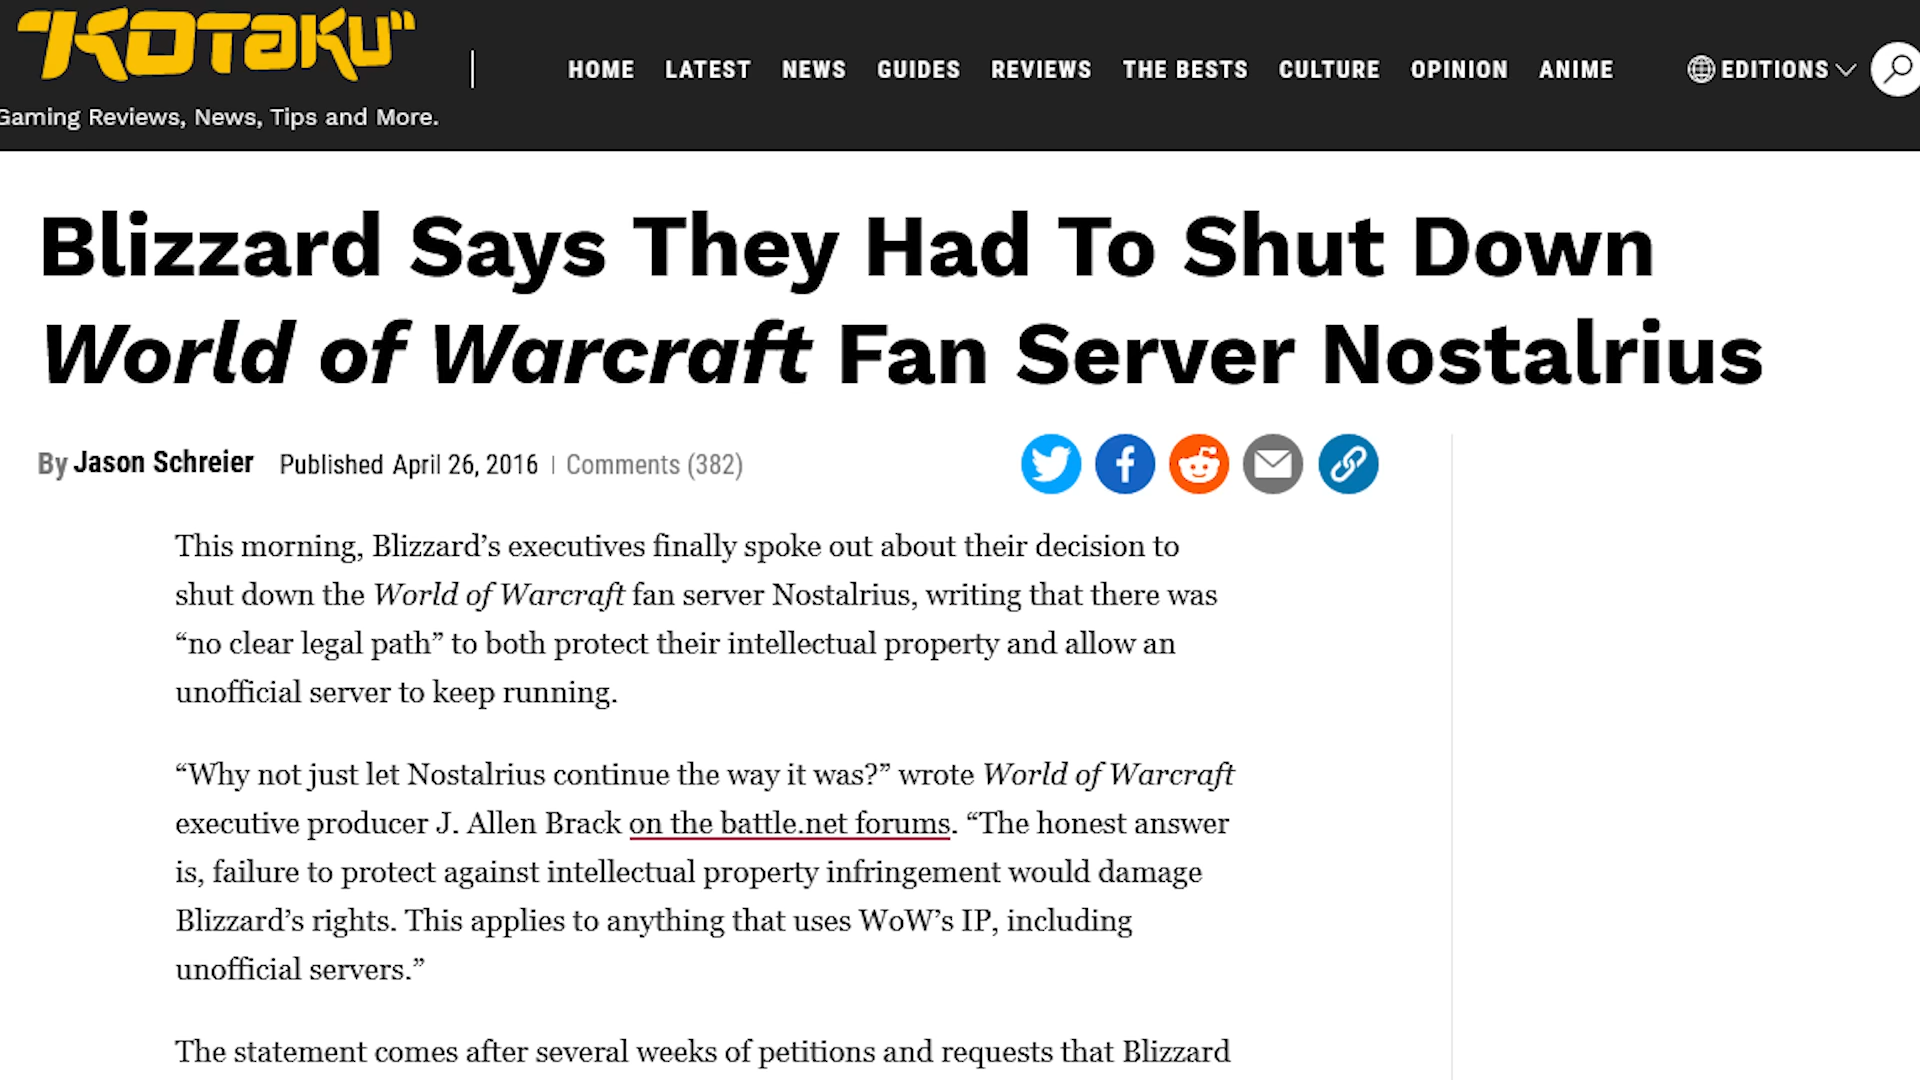 KOTAKU
Gaming Reviews, News, Tips and More.
HOME LATEST NEWS GUIDES REVIEWS THE BESTS CULTURE OPINION ANIME EDITIONS
Blizzard Says They Had To Shut Down
World of Warcraft Fan Server Nostalrius
By Jason Schreier Published April 26, 2016 | Comments (382)
This morning, Blizzard’s executives finally spoke out about their decision to
shut down the World of Warcraft fan server Nostalrius, writing that there was
“no clear legal path” to both protect their intellectual property and allow an
unofficial server to keep running.
“Why not just let Nostalrius continue the way it was?” wrote World of Warcraft
executive producer J. Allen Brack on the battle.net forums. “The honest answer
is, failure to protect against intellectual property infringement would damage
Blizzard’s rights. This applies to anything that uses WoW’s IP, including
unofficial servers.”
The statement comes after several weeks of petitions and requests that Blizzard